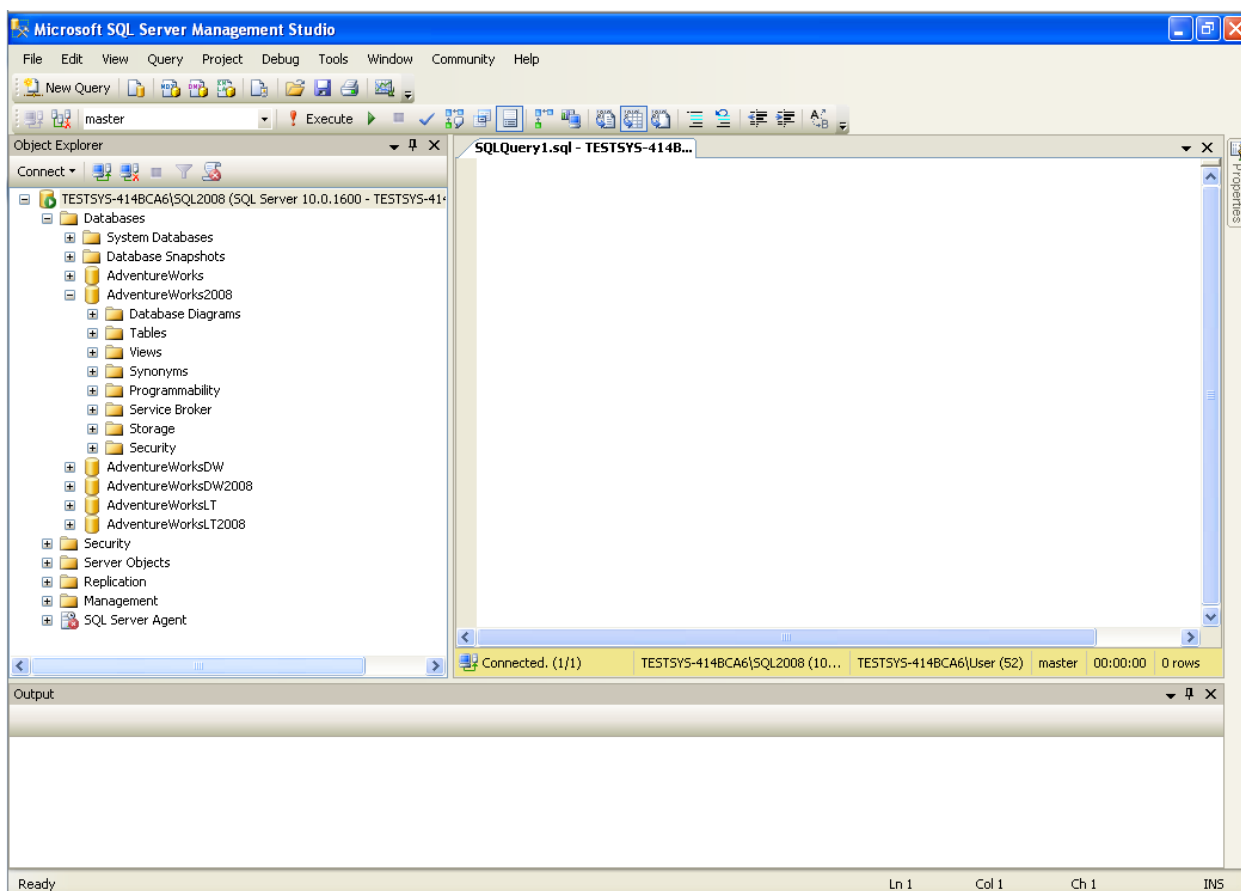 Microsoft SQL Server Management Studio
File Edit View Query Project Debug Tools Window Community Help
New Query
master Execute
Object Explorer
SQLQuery1.sql - TESTSYS-414B...
Connect
Properties
TESTSYS-414BCA6\SQL2008 (SQL Server 10.0.1600 - TESTSYS-414
Databases
System Databases
Database Snapshots
AdventureWorks
AdventureWorks2008
Database Diagrams
Tables
Views
Synonyms
Programmability
Service Broker
Storage
Security
AdventureWorksDW
AdventureWorksDW2008
AdventureWorksLT
AdventureWorksLT2008
Security
Server Objects
Replication
Management
SQL Server Agent
Connected. (1/1) TESTSYS-414BCA6\SQL2008 (10... TESTSYS-414BCA6\User (52) master 00:00:00 0 rows
Output
Ready Ln 1 Col 1 Ch 1 INS